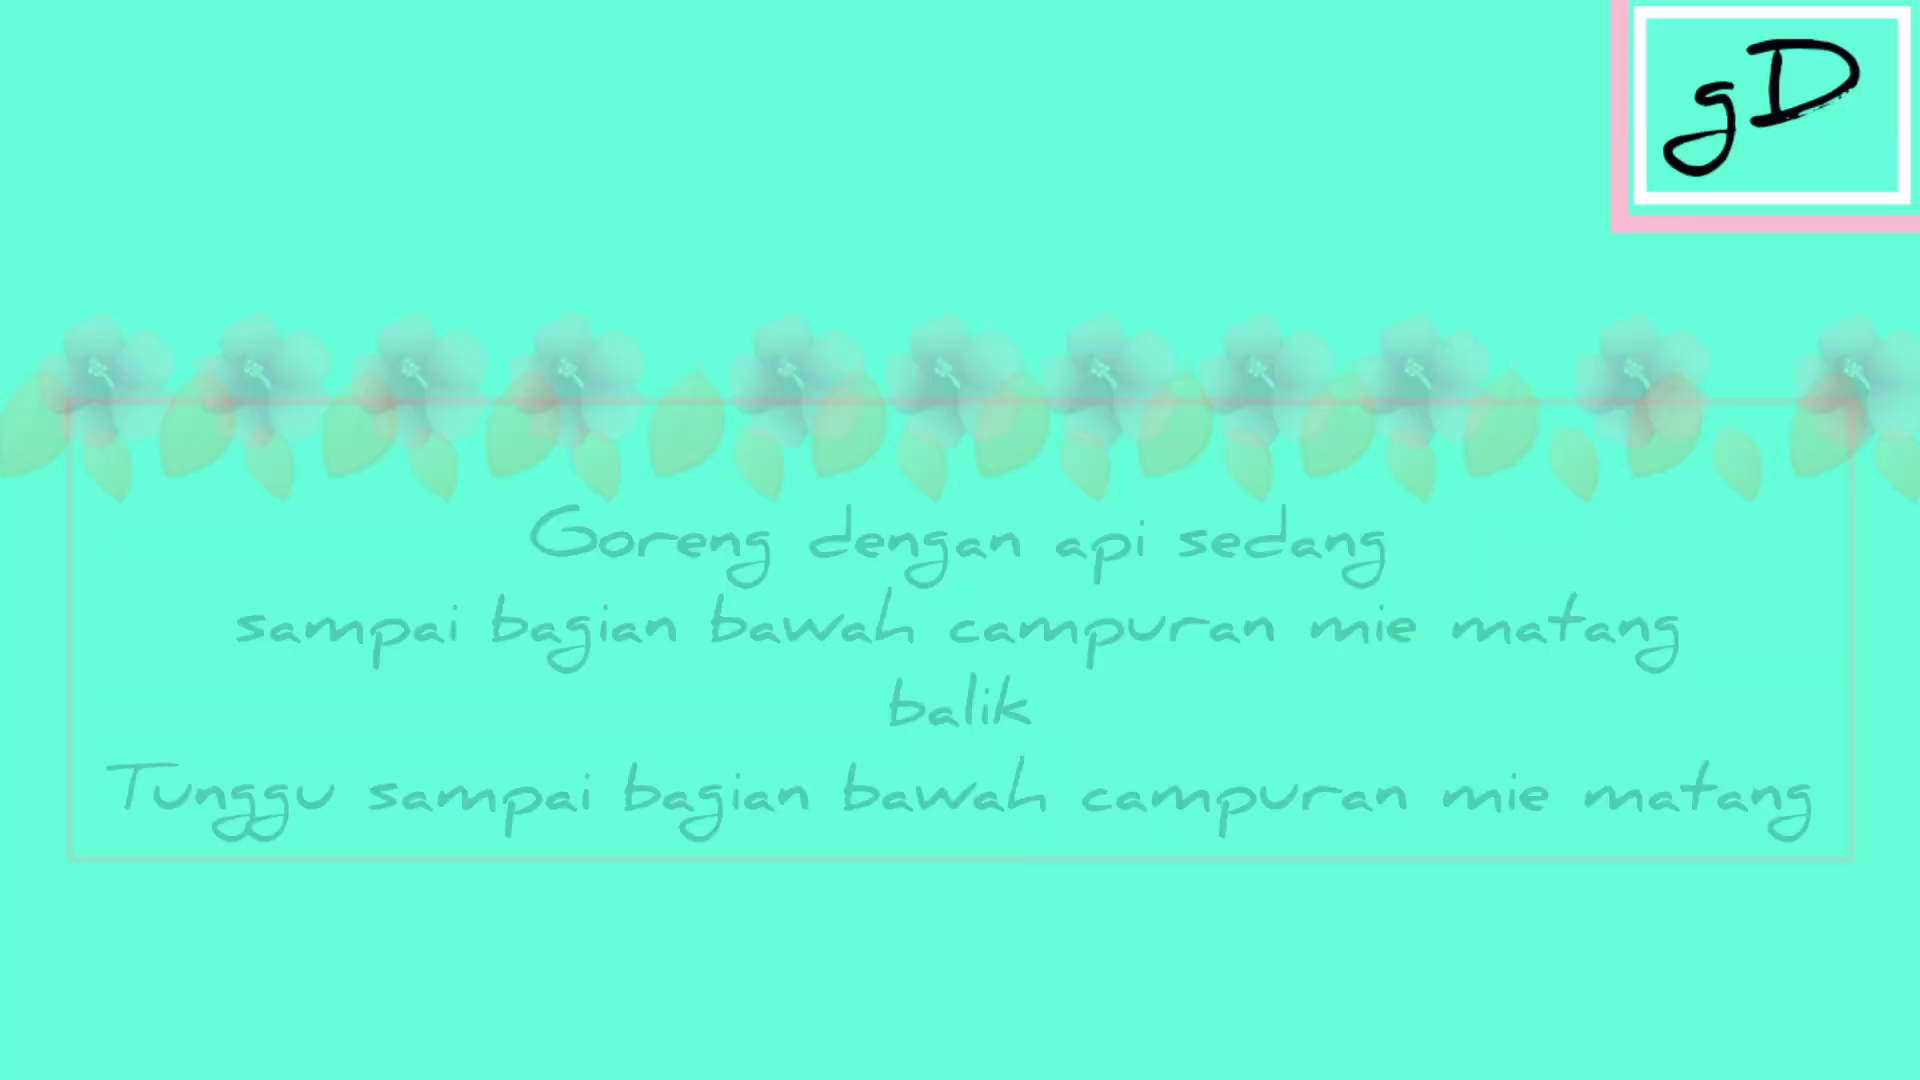 gD
Goreng dengan api sedang
sampai bagian bawah campuran mie matang
balik
Tunggu sampai bagian bawah campuran mie matang